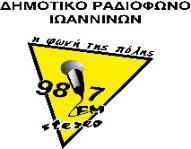 ΔΗΜΟΤΙΚΟ ΡΑΔΙΟΦΩΝΟ
ΙΩΑΝΝΙΝΩΝ
η φωνή της πόλης
98 7
FM
stereo